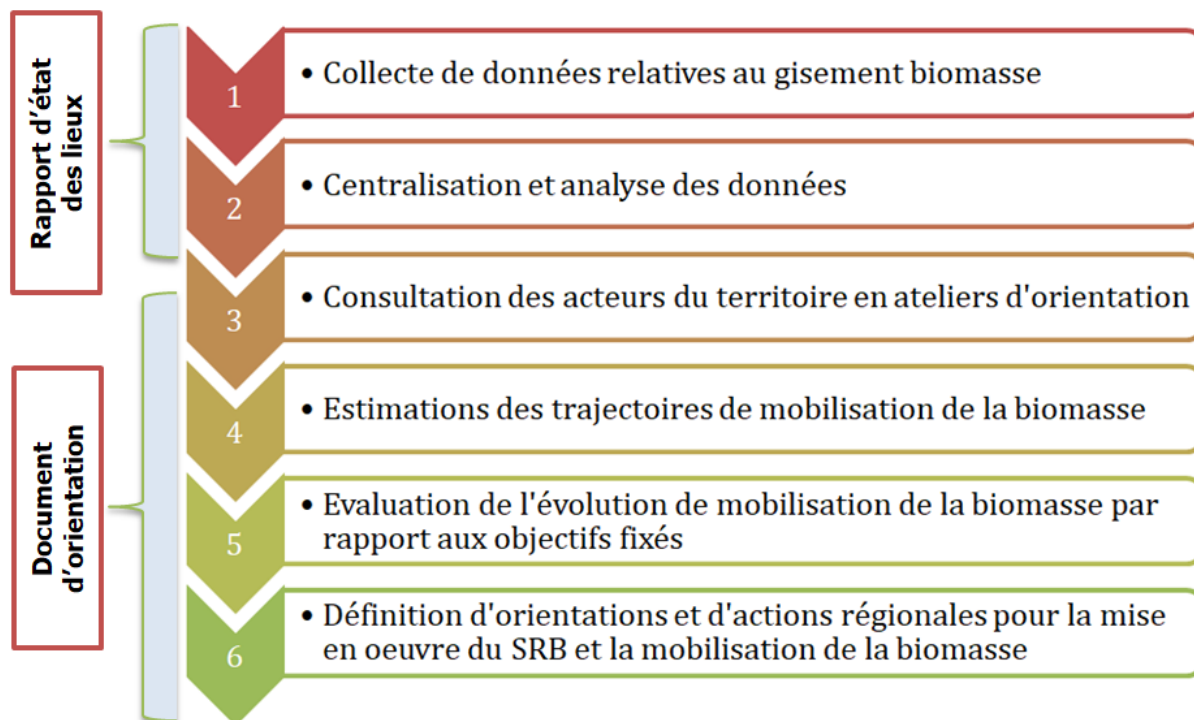 Rapport d'état
des lieux
1
• Collecte de données relatives au gisement biomasse
2
• Centralisation et analyse des données
3
• Consultation des acteurs du territoire en ateliers d'orientation
Document
d'orientation
4
• Estimations des trajectoires de mobilisation de la biomasse
5
• Evaluation de l'évolution de mobilisation de la biomasse par
rapport aux objectifs fixés
6
• Définition d'orientations et d'actions régionales pour la mise
en oeuvre du SRB et la mobilisation de la biomasse